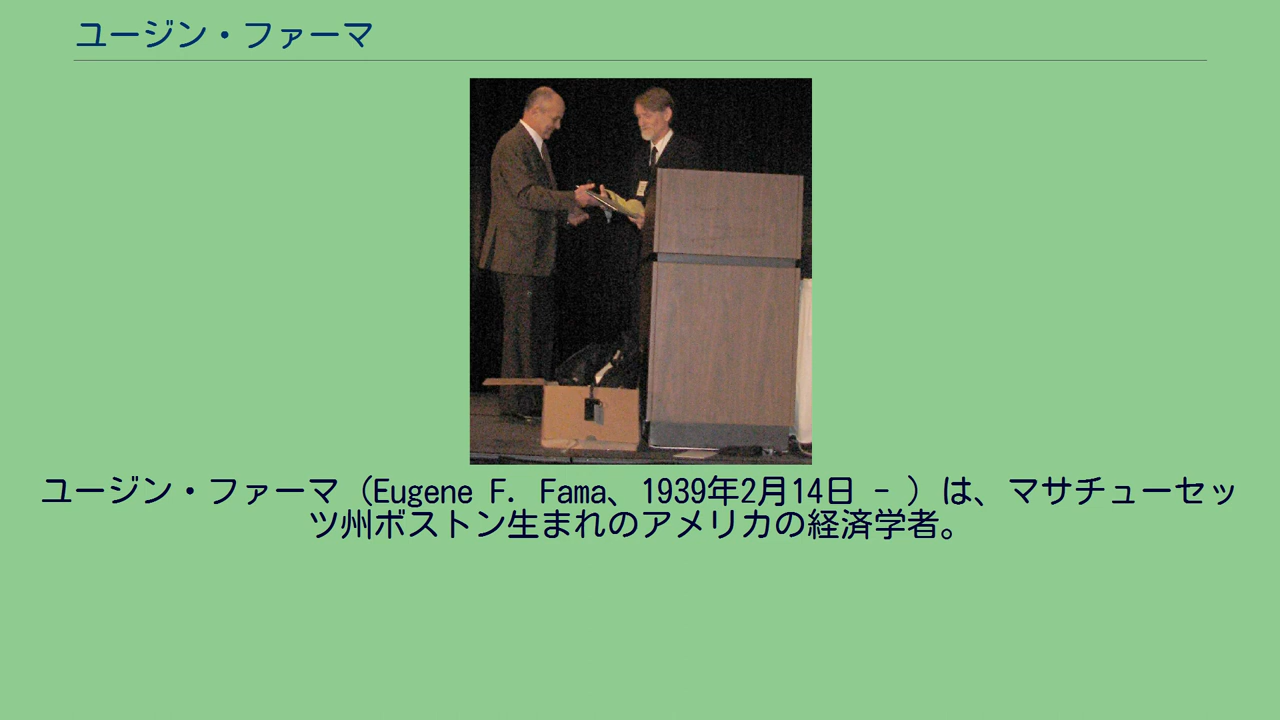 ユージン・ファーマ
ユージン・ファーマ（Eugene F. Fama、1939年2月14日 - ）は、マサチューセッ
ツ州ボストン生まれのアメリカの経済学者。